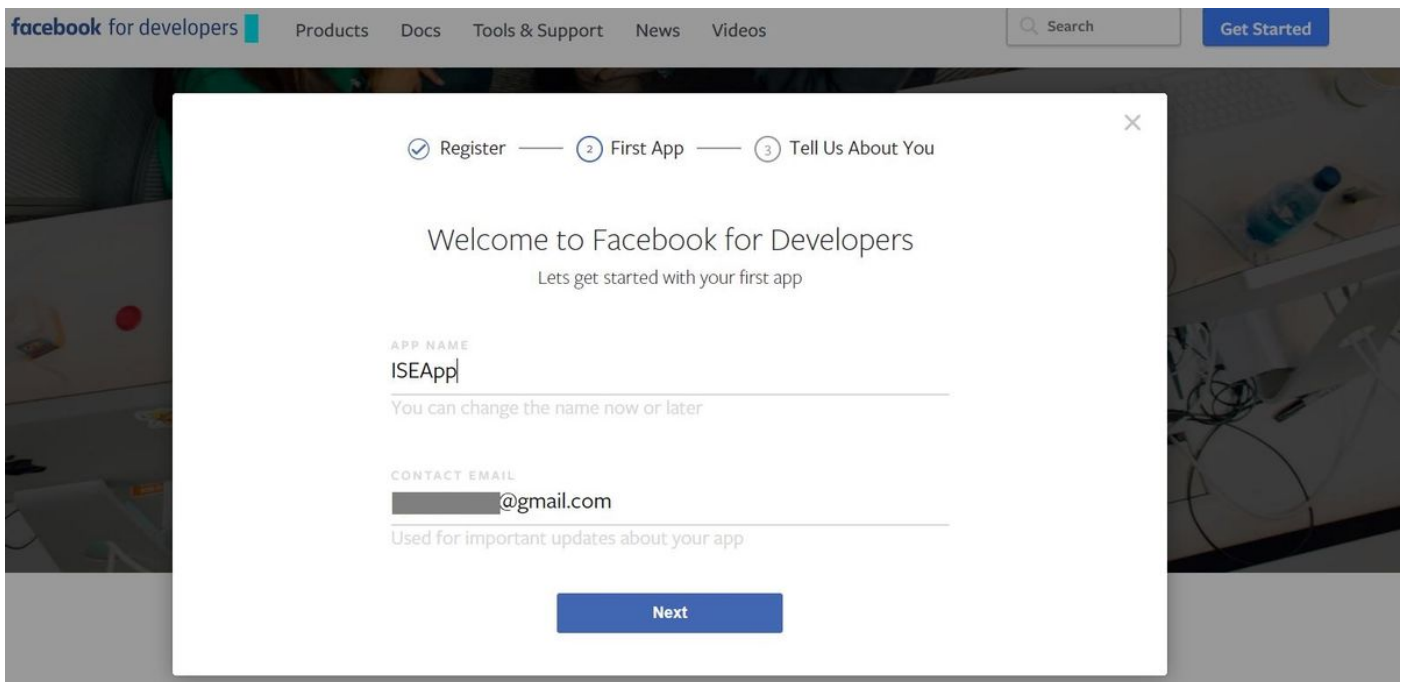 facebook for developers Products Docs Tools & Support News Videos Search Get Started
Register 2 First App 3 Tell Us About You
Welcome to Facebook for Developers
Lets get started with your first app
APP NAME
ISEApp
You can change the name now or later
CONTACT EMAIL
@gmail.com
Used for important updates about your app
Next